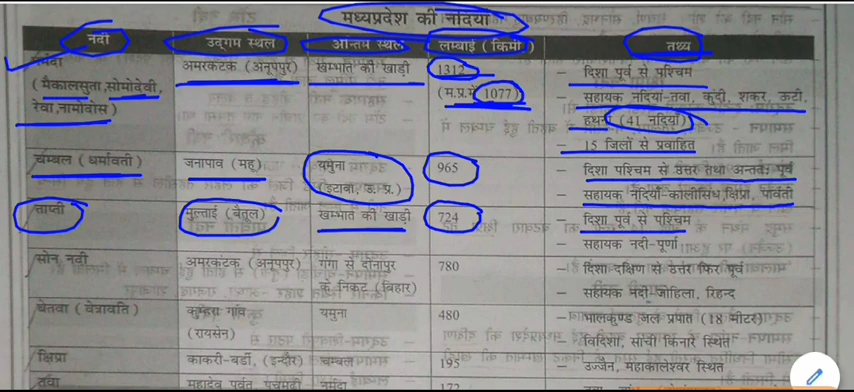 मध्यप्रदेश की नदियां
नदी उद्गम स्थल अन्तिम स्थल लम्बाई (किमी) तथ्य
नर्मदा अमरकंटक (अनूपपुर) खम्भात की खाड़ी 1312 – दिशा पूर्व से पश्चिम
(मैकालसुता, सोमोदेवी, (म.प्र.में 1077) – सहायक नदियां-तवा, कुंदी, शकर, ऊटी,
रेवा, नामोदोस) हथनी (41 नदियाँ)
– 15 जिलों से प्रवाहित
चम्बल (धर्मावती) जनापाव (महू) यमुना 965 – दिशा पश्चिम से उत्तर तथा अन्ततः पूर्व
(इटावा, उ.प्र.) – सहायक नदियां-कालीसिंध, क्षिप्रा, पार्वती
ताप्ती मुल्ताई (बैतूल) खम्भात की खाड़ी 724 – दिशा पूर्व से पश्चिम
– सहायक नदी-पूर्णा
सोन नदी अमरकंटक (अनूपपुर) गंगा से दानापुर 780 – दिशा दक्षिण से उत्तर फिर पूर्व
के निकट (बिहार) – सहायक नदी-जोहिला, रिहन्द
बेतवा (वेत्रावति) कुम्हरा गांव यमुना 480 – भालकुण्ड जल प्रपात (18 मीटर)
(रायसेन) – विदिशा, सांची किनारे स्थित
क्षिप्रा काकरी-बर्डी, (इन्दौर) चम्बल 195 – उज्जैन, महाकालेश्वर स्थित
तवा महादेव पर्वत, पचमढ़ी नर्मदा 172